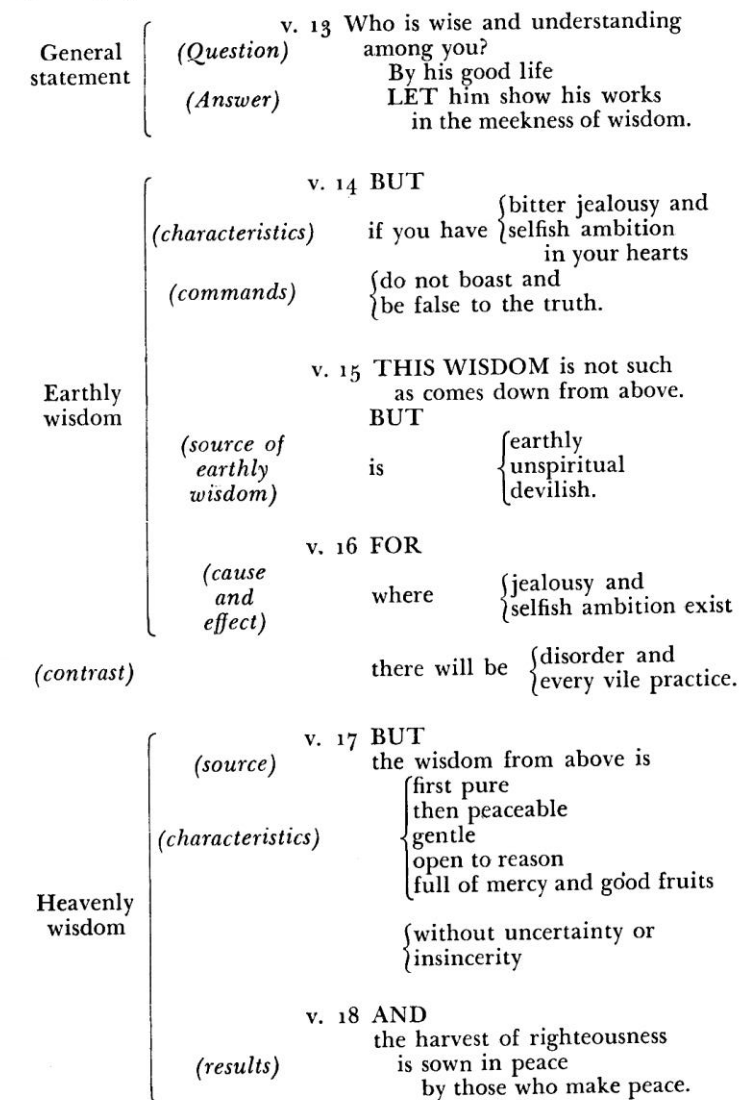 v. 13 Who is wise and understanding
General (Question) among you?
statement By his good life
(Answer) LET him show his works
in the meekness of wisdom.
v. 14 BUT
bitter jealousy and
(characteristics) if you have selfish ambition
in your hearts
(commands) do not boast and
be false to the truth.
v. 15 THIS WISDOM is not such
Earthly as comes down from above.
wisdom BUT
(source of earthly
earthly is unspiritual
wisdom) devilish.
v. 16 FOR
(cause jealousy and
and where
effect) selfish ambition exist
(contrast) there will be disorder and
every vile practice.
v. 17 BUT
(source) the wisdom from above is
first pure
then peaceable
(characteristics) gentle
open to reason
full of mercy and good fruits
Heavenly
wisdom without uncertainty or
insincerity
v. 18 AND
the harvest of righteousness
(results) is sown in peace
by those who make peace.